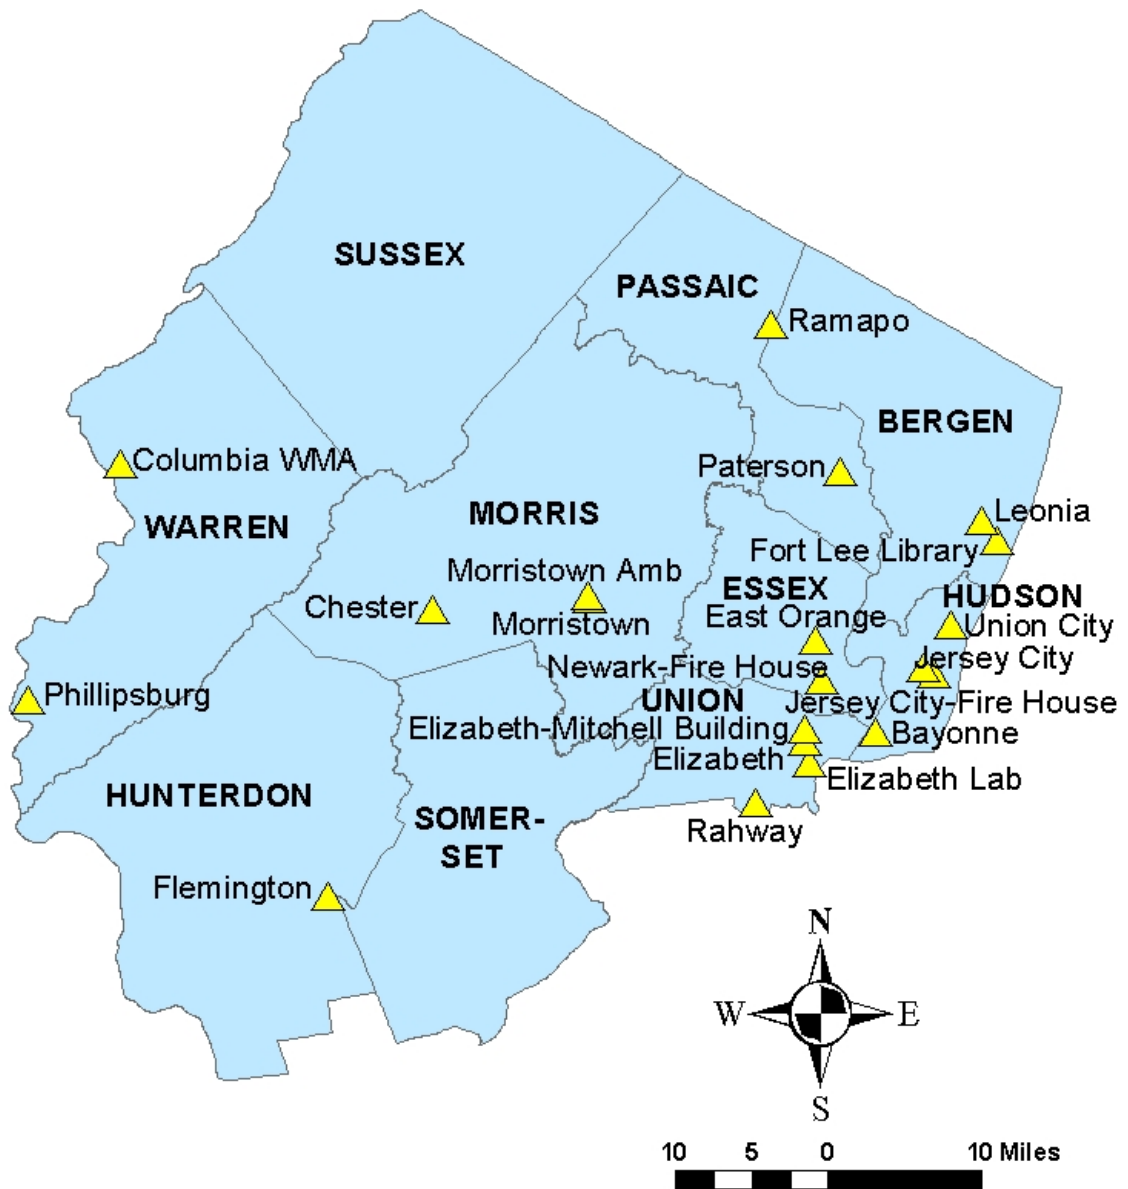 SUSSEX
PASSAIC
Ramapo
BERGEN
Columbia WMA
Paterson
WARREN
MORRIS
Leonia
Fort Lee Library
Morristown Amb
ESSEX
HUDSON
Chester
East Orange
Morristown
Union City
Newark-Fire House
Jersey City
Phillipsburg
UNION
Jersey City-Fire House
Elizabeth-Mitchell Building
Bayonne
Elizabeth
Elizabeth Lab
HUNTERDON
SOMER-
SET
Rahway
Flemington
N
W
E
S
10 5 0 10 Miles